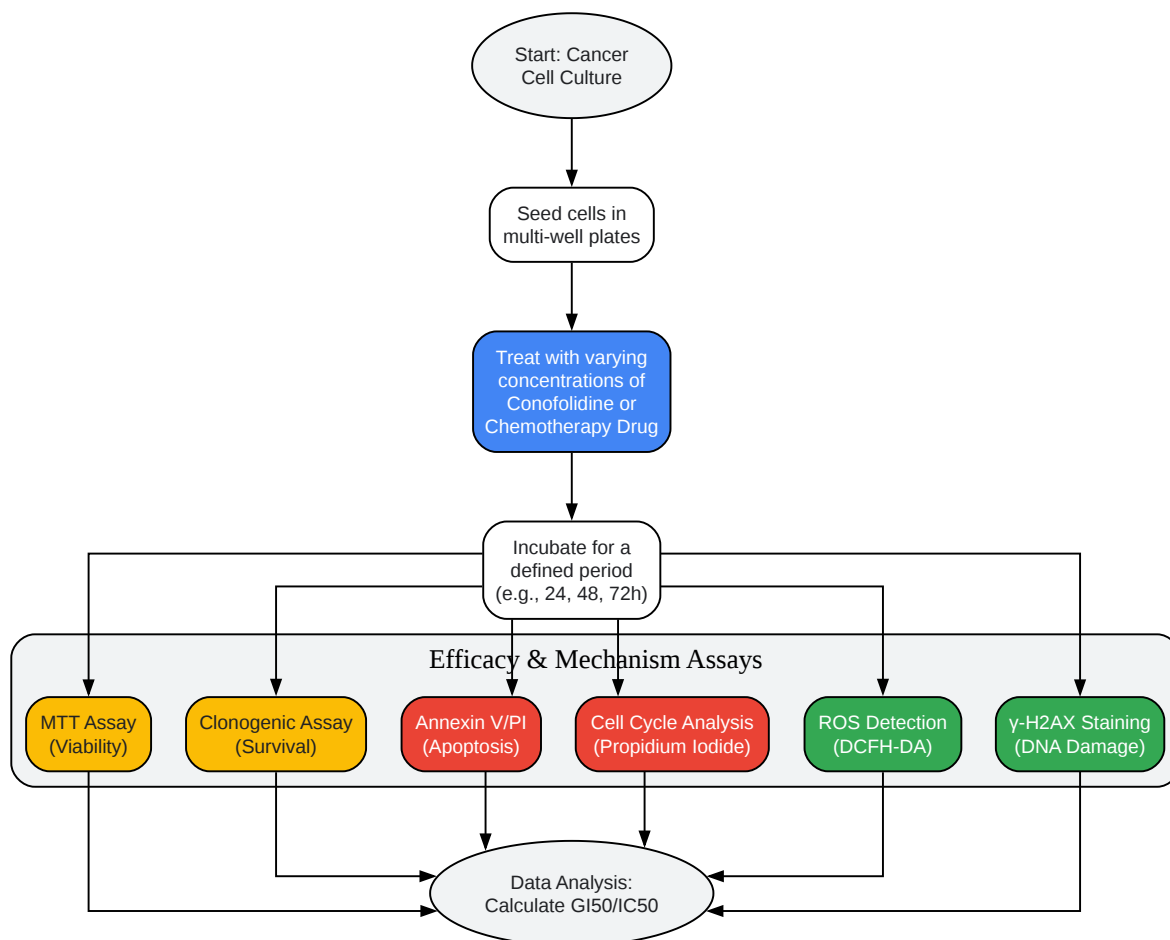 Start: Cancer
Cell Culture
Seed cells in
multi-well plates
Treat with varying
concentrations of
Conofolidine or
Chemotherapy Drug
Incubate for a
defined period
(e.g., 24, 48, 72h)
Efficacy & Mechanism Assays
MTT Assay
(Viability)
Clonogenic Assay
(Survival)
Annexin V/PI
(Apoptosis)
Cell Cycle Analysis
(Propidium Iodide)
ROS Detection
(DCFH-DA)
γ-H2AX Staining
(DNA Damage)
Data Analysis:
Calculate GI50/IC50